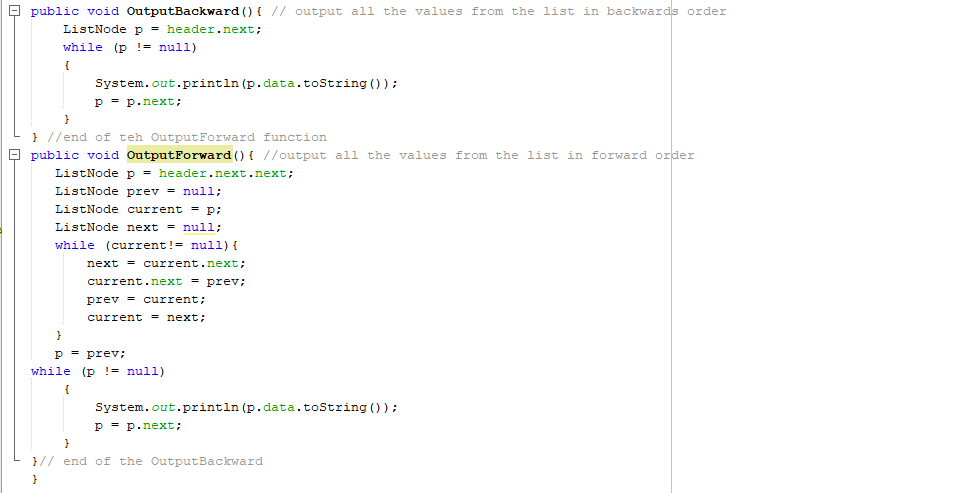 public void OutputBackward(){ // output all the values from the list in backwards order
    ListNode p = header.next;
    while (p != null)
    {
        System.out.println(p.data.toString());
        p = p.next;
    }
} //end of teh OutputForward function
public void OutputForward(){ //output all the values from the list in forward order
   ListNode p = header.next.next;
   ListNode prev = null;
   ListNode current = p;
   ListNode next = null;
   while (current!= null){
       next = current.next;
       current.next = prev;
       prev = current;
       current = next;
   }
   p = prev;
while (p != null)
    {
        System.out.println(p.data.toString());
        p = p.next;
    }
}// end of the OutputBackward
}